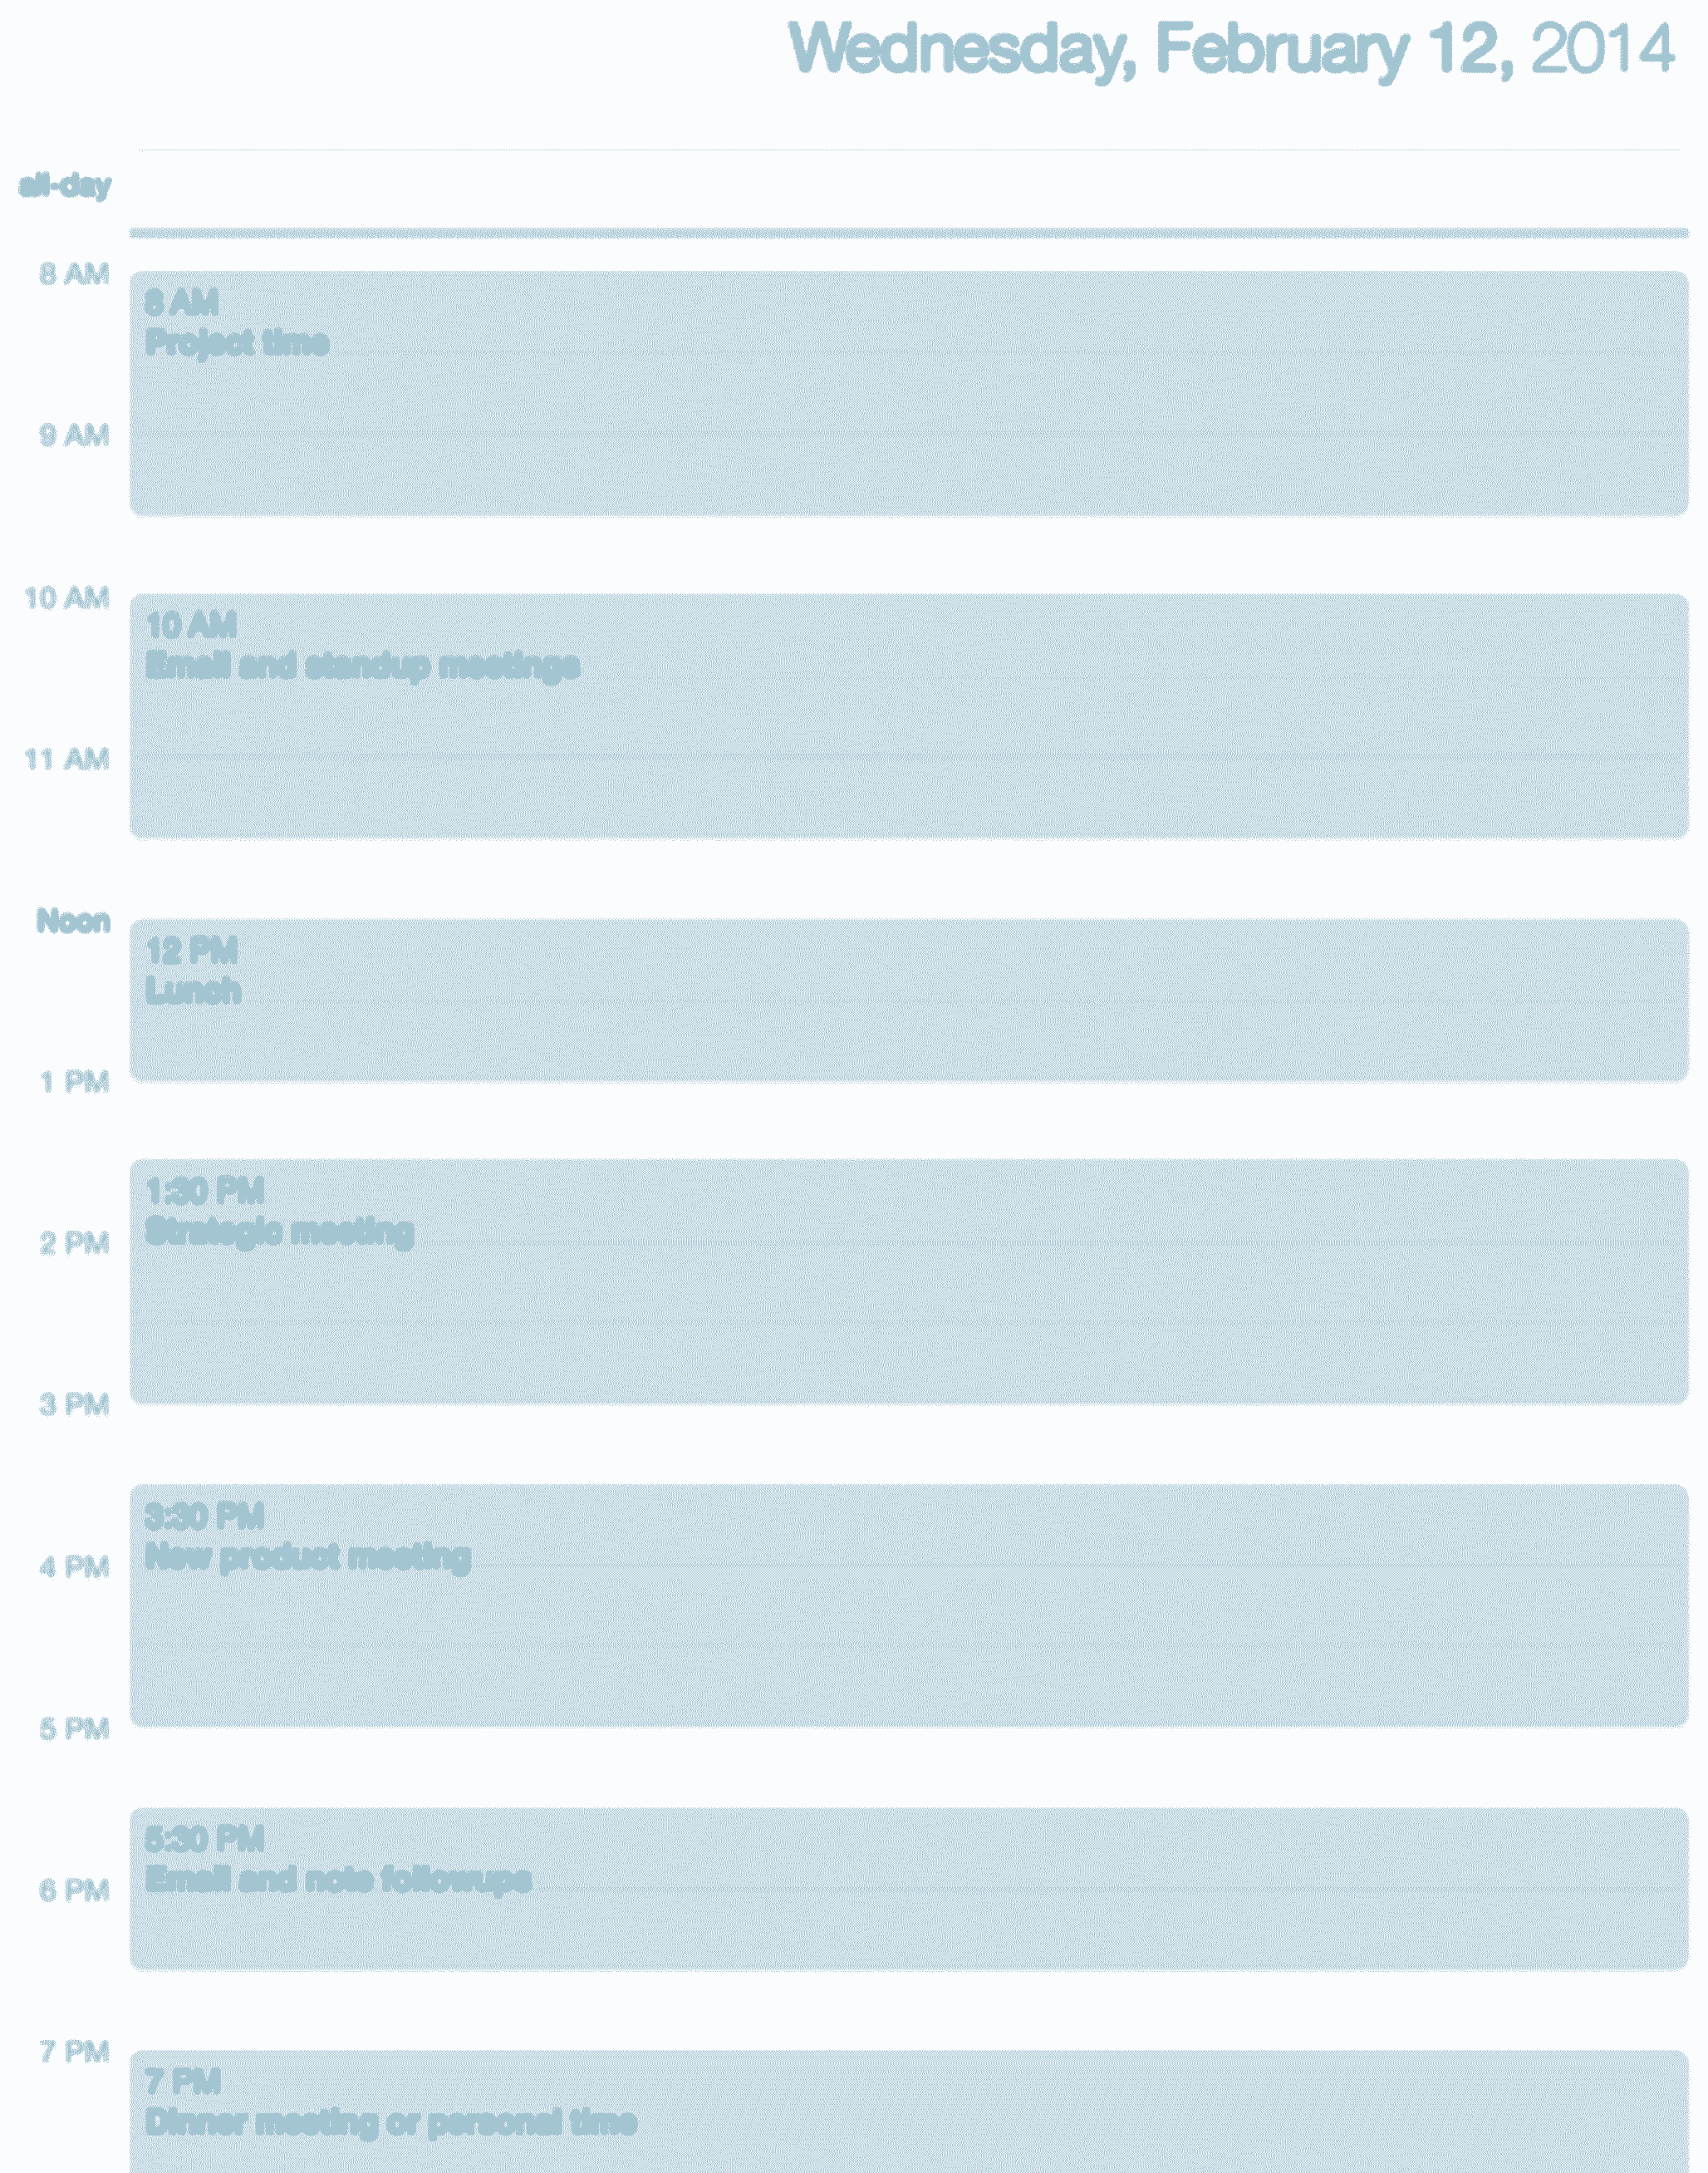 Wednesday, February 12, 2014
all-day
8 AM
8 AM
Project time
9 AM
10 AM
10 AM
Email and standup meetings
11 AM
Noon
12 PM
Lunch
1 PM
1:30 PM
Strategic meeting
2 PM
3 PM
3:30 PM
New product meeting
4 PM
5 PM
5:30 PM
Email and note followups
6 PM
7 PM
7 PM
Dinner meeting or personal time